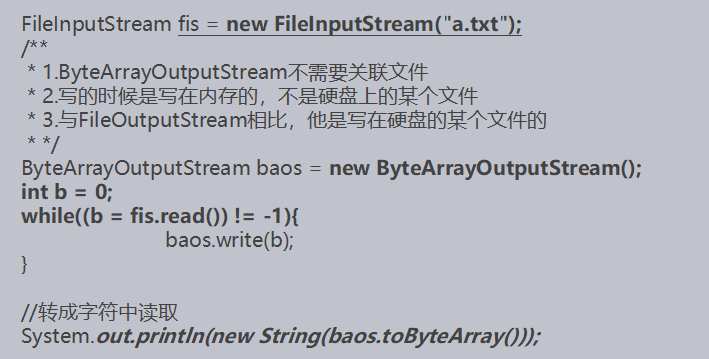 FileInputStream fis = new FileInputStream("a.txt");
/**
* 1.ByteArrayOutputStream不需要关联文件
* 2.写的时候是写在内存的，不是硬盘上的某个文件
* 3.与FileOutputStream相比，他是写在硬盘的某个文件的
* */
ByteArrayOutputStream baos = new ByteArrayOutputStream();
int b = 0;
while((b = fis.read()) != -1){
baos.write(b);
}
//转成字符中读取
System.out.println(new String(baos.toByteArray()));